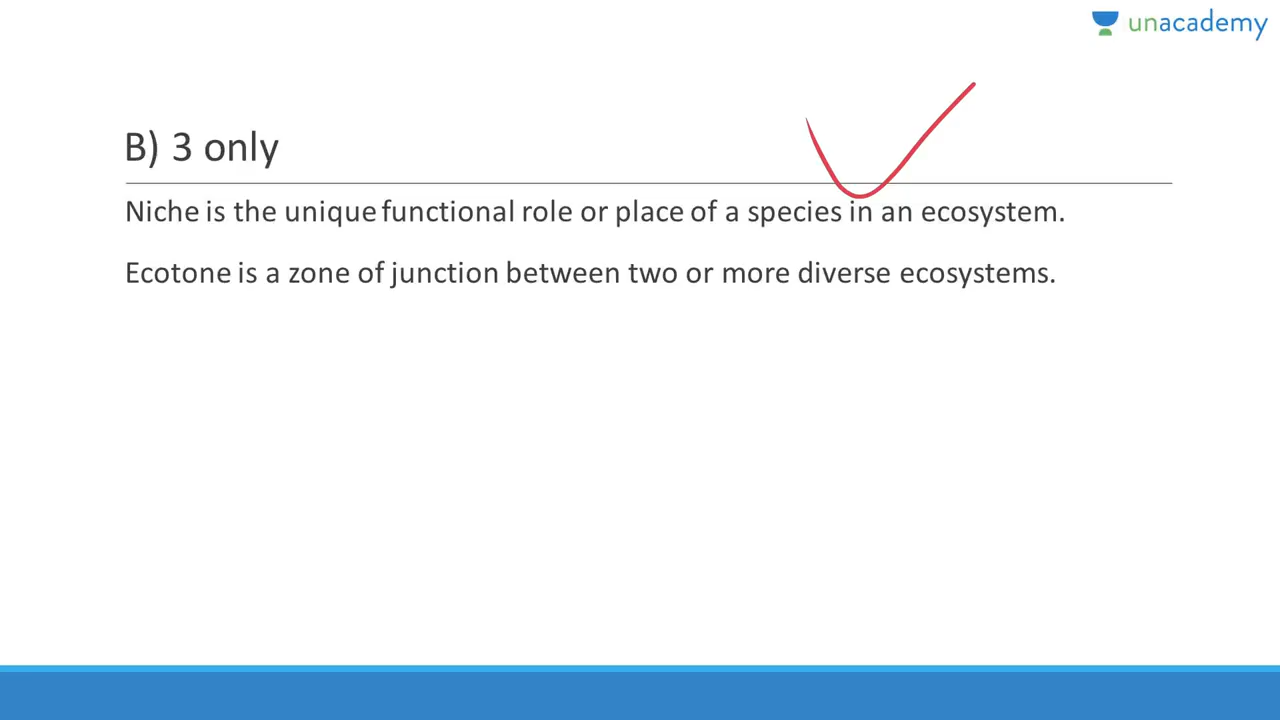 unacademy
B) 3 only
Niche is the unique functional role or place of a species in an ecosystem.
Ecotone is a zone of junction between two or more diverse ecosystems.